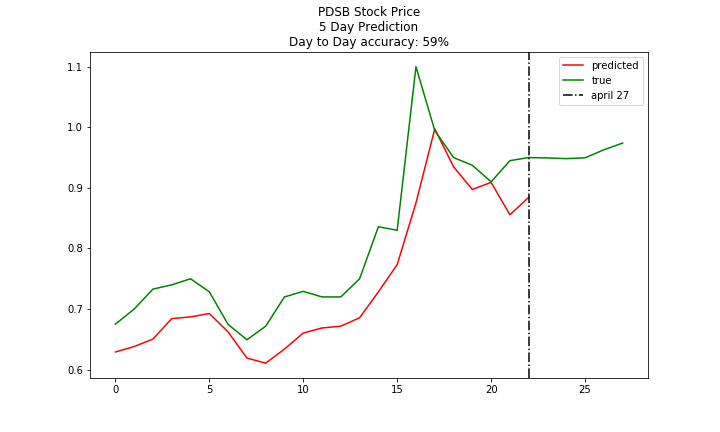 PDSB Stock Price
5 Day Prediction
Day to Day accuracy: 59%
predicted
true
april 27
1.1
1.0
0.9
0.8
0.7
0.6
0 5 10 15 20 25